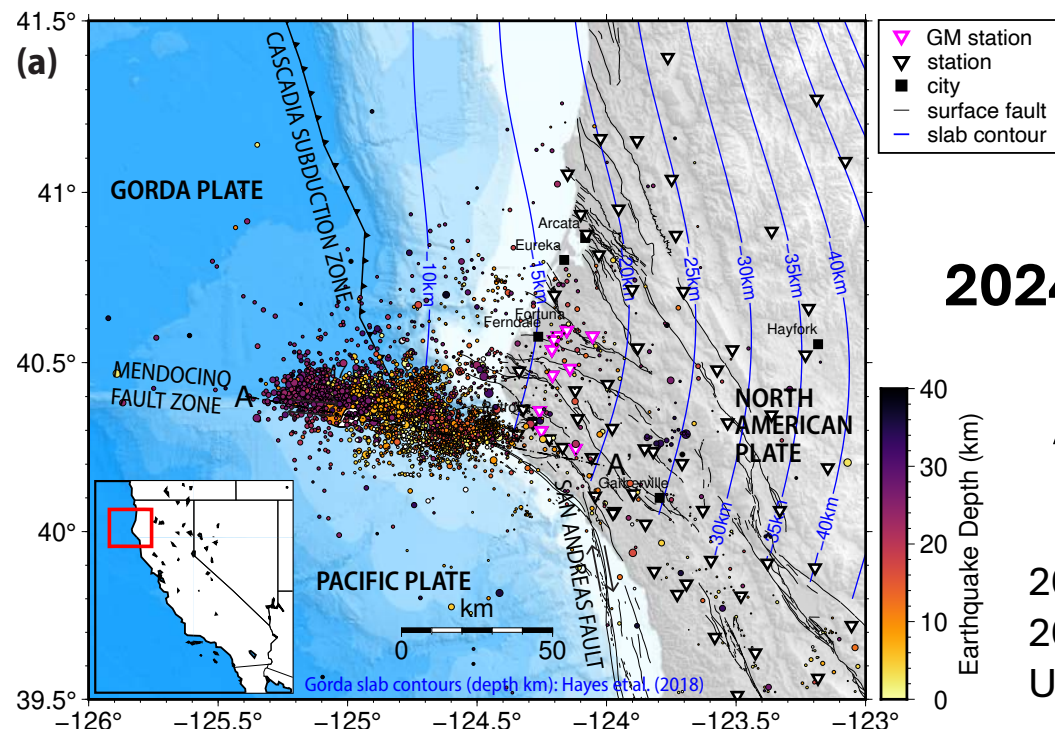 (a)
41.5°
41°
40.5°
40°
39.5°
−126°
−125.5°
−125°
−124.5°
−124°
−123.5°
−123°
GM station
station
city
surface fault
slab contour
CASCADIA SUBDUCTION ZONE
GORDA PLATE
Arcata
Eureka
Fortuna
Ferndale
Hayfork
−10km
−15km
−20km
−25km
−30km
−35km
−40km
2024
MENDOCINO
FAULT ZONE
A
NORTH
AMERICAN
PLATE
A'
Garberville
−30km
−35km
−40km
SAN ANDREAS FAULT
PACIFIC PLATE
km
0
50
Gorda slab contours (depth km): Hayes et al. (2018)
40
30
20
10
0
Earthquake Depth (km)
20
20
U